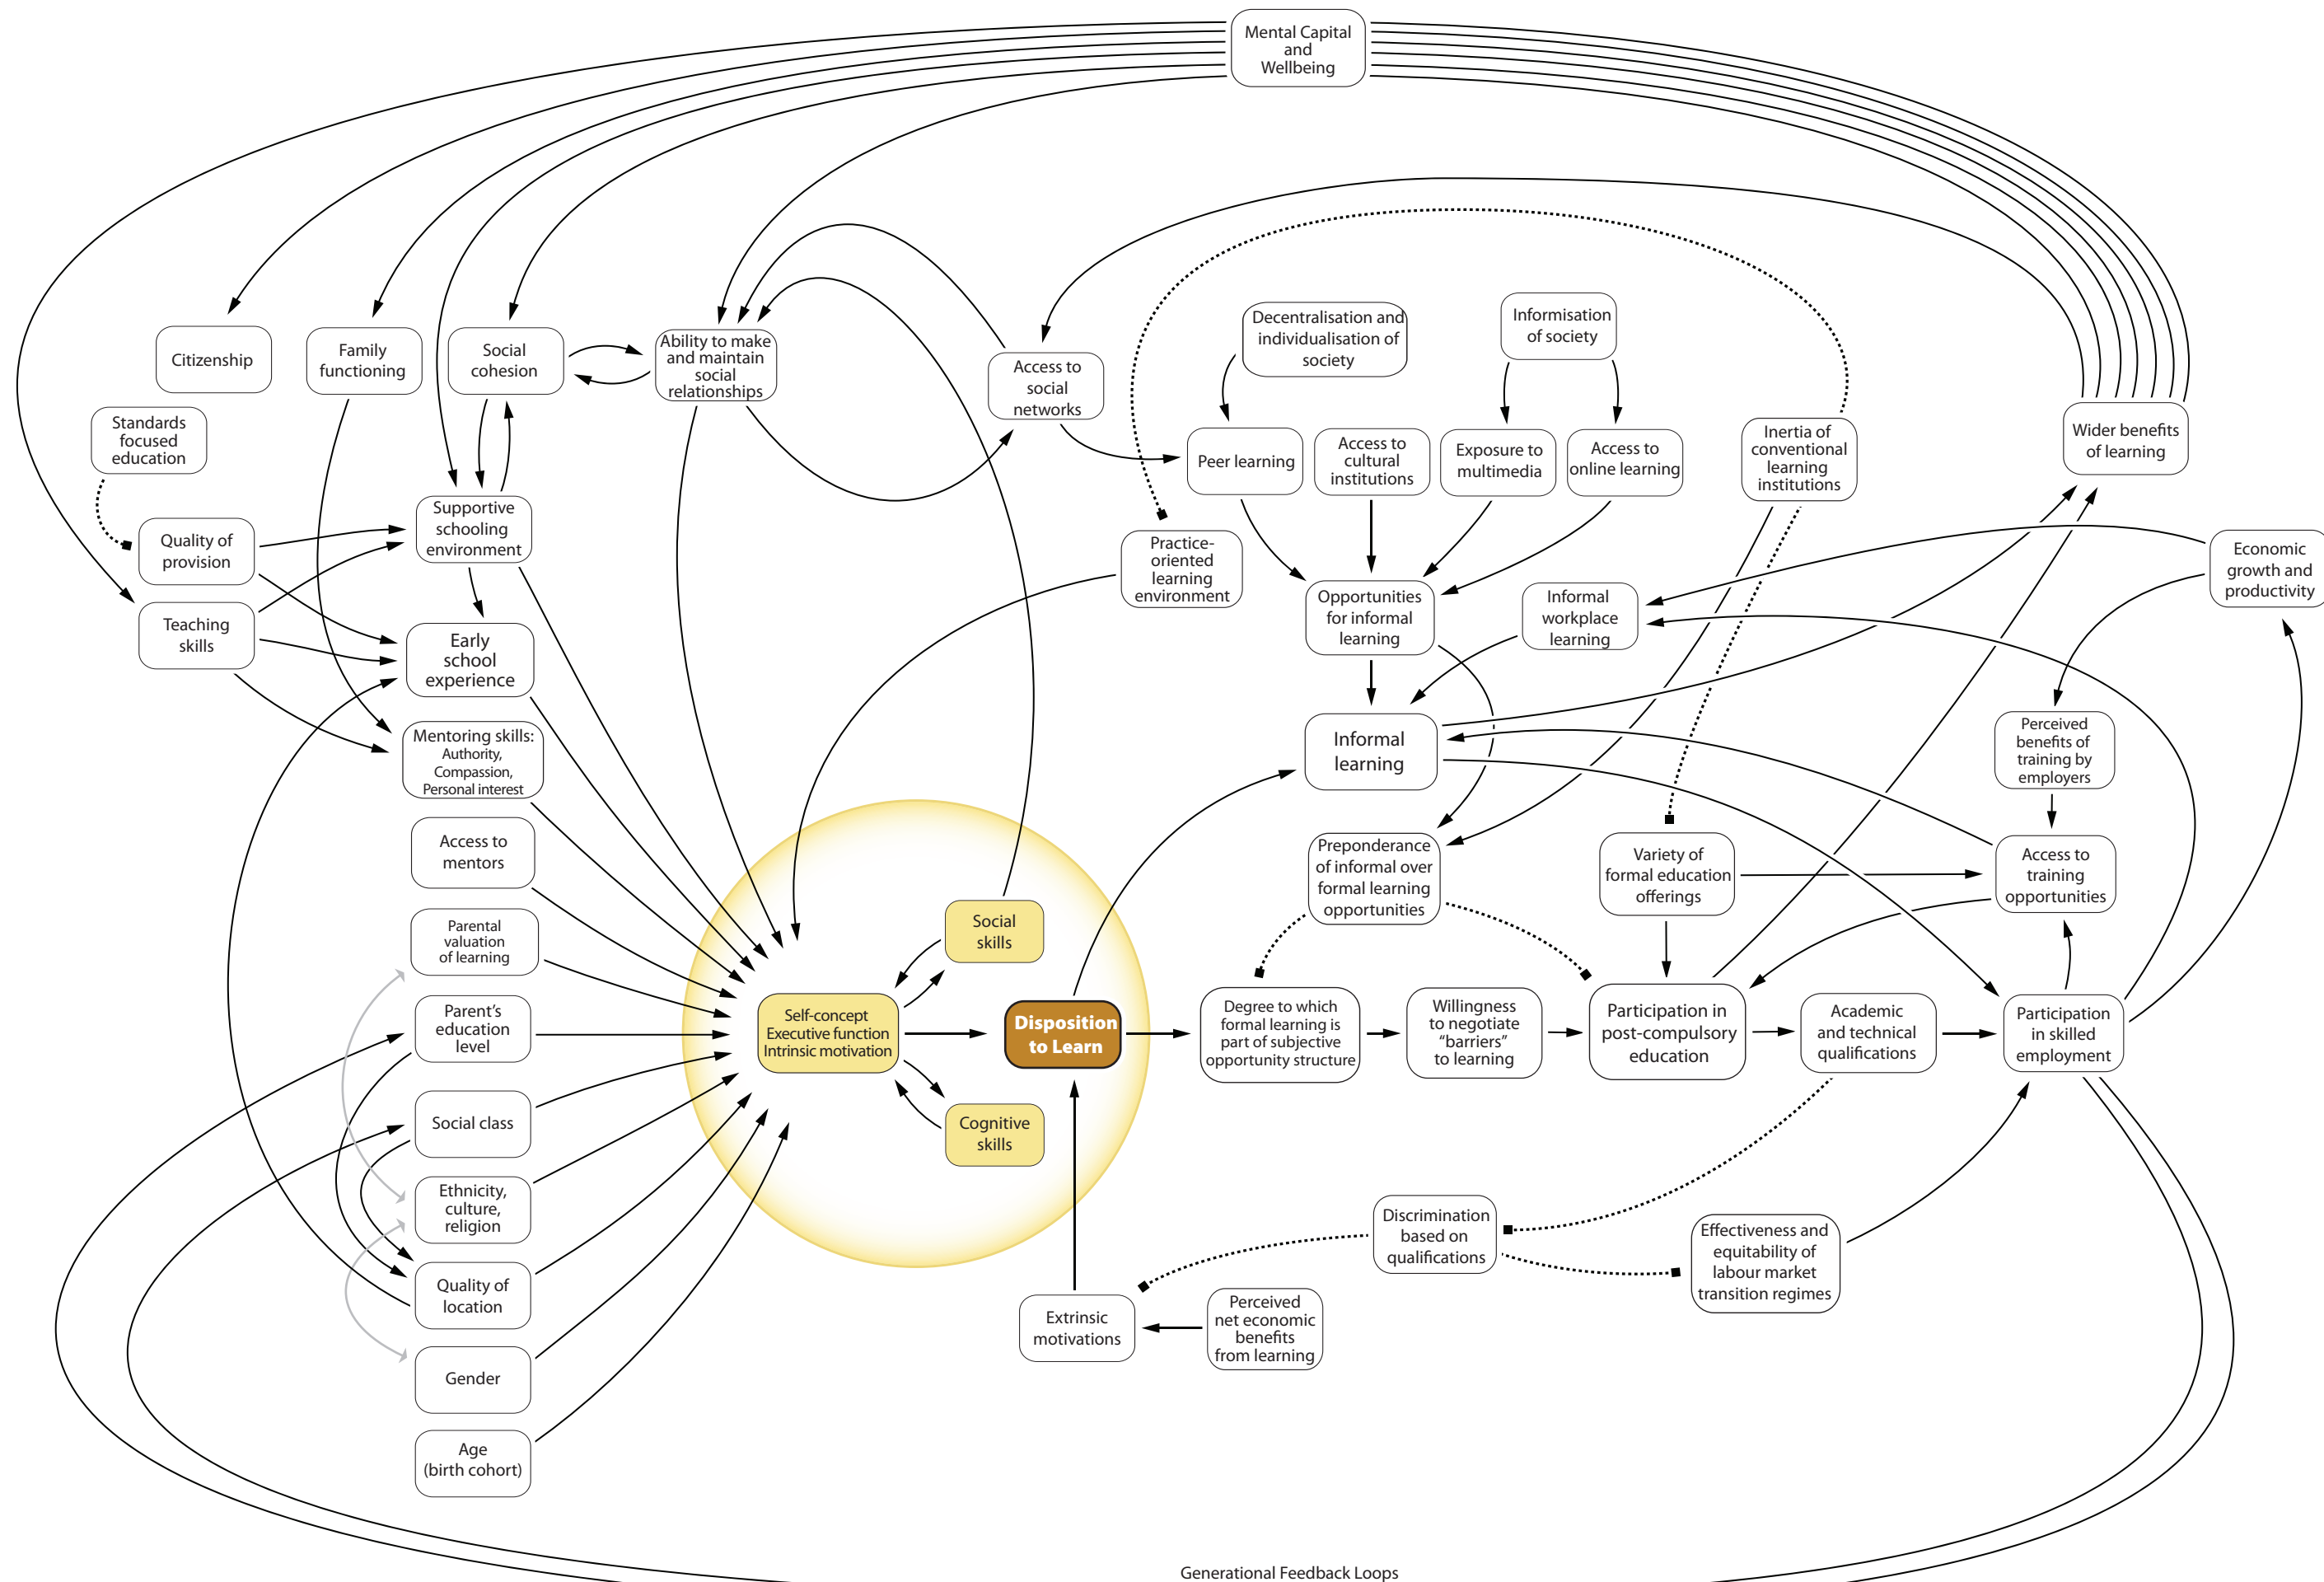 Mental Capital
and
Wellbeing
Citizenship
Family
functioning
Social
cohesion
Ability to make
and maintain
social
relationships
Access to
social
networks
Decentralisation and
individualisation of
society
Informisation
of society
Standards
focused
education
Peer learning
Access to
cultural
institutions
Exposure to
multimedia
Access to
online learning
Inertia of
conventional
learning
institutions
Wider benefits
of learning
Quality of
provision
Supportive
schooling
environment
Practice-
oriented
learning
environment
Economic
growth and
productivity
Teaching
skills
Early
school
experience
Opportunities
for informal
learning
Informal
workplace
learning
Mentoring skills:
Authority,
Compassion,
Personal interest
Informal
learning
Perceived
benefits of
training by
employers
Access to
mentors
Preponderance
of informal over
formal learning
opportunities
Variety of
formal education
offerings
Access to
training
opportunities
Parental
valuation
of learning
Social
skills
Parent’s
education
level
Self-concept
Executive function
Intrinsic motivation
Disposition
to Learn
Degree to which
formal learning is
part of subjective
opportunity structure
Willingness
to negotiate
“barriers”
to learning
Participation in
post-compulsory
education
Academic
and technical
qualifications
Participation
in skilled
employment
Social class
Cognitive
skills
Ethnicity,
culture,
religion
Discrimination
based on
qualifications
Effectiveness and
equitability of
labour market
transition regimes
Quality of
location
Extrinsic
motivations
Perceived
net economic
benefits
from learning
Gender
Age
(birth cohort)
Generational Feedback Loops